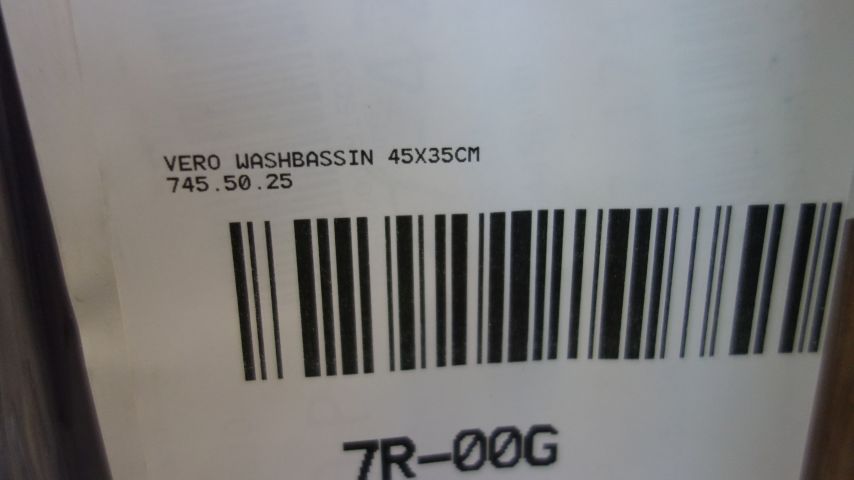 VERO WASHBASSIN 45X35CM
745.50.25
7R-00G